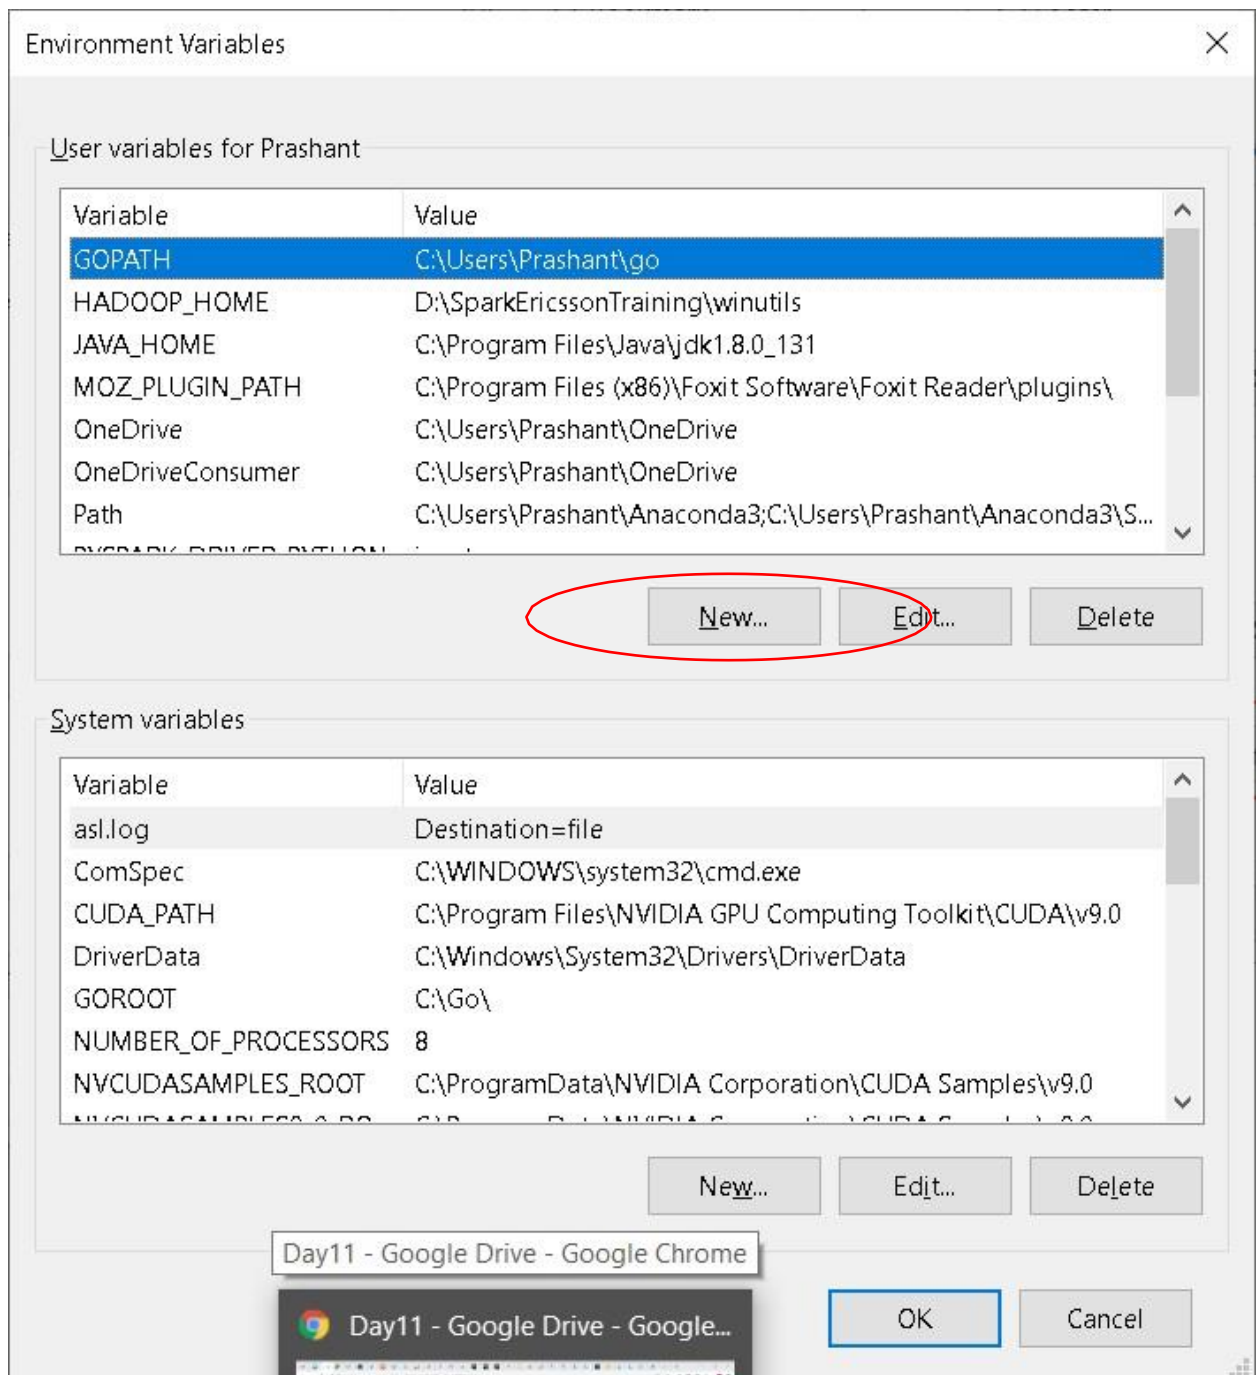 Environment Variables
User variables for Prashant
Variable Value
GOPATH C:\Users\Prashant\go
HADOOP_HOME D:\SparkEricssonTraining\winutils
JAVA_HOME C:\Program Files\Java\jdk1.8.0_131
MOZ_PLUGIN_PATH C:\Program Files (x86)\Foxit Software\Foxit Reader\plugins\
OneDrive C:\Users\Prashant\OneDrive
OneDriveConsumer C:\Users\Prashant\OneDrive
Path C:\Users\Prashant\Anaconda3;C:\Users\Prashant\Anaconda3\S...
PYSPARK_DRIVER_PYTHON
New... Edit... Delete
System variables
Variable Value
asl.log Destination=file
ComSpec C:\WINDOWS\system32\cmd.exe
CUDA_PATH C:\Program Files\NVIDIA GPU Computing Toolkit\CUDA\v9.0
DriverData C:\Windows\System32\Drivers\DriverData
GOROOT C:\Go\
NUMBER_OF_PROCESSORS 8
NVCUDASAMPLES_ROOT C:\ProgramData\NVIDIA Corporation\CUDA Samples\v9.0
New... Edit... Delete
Day11 - Google Drive - Google Chrome
Day11 - Google Drive - Google...
OK Cancel